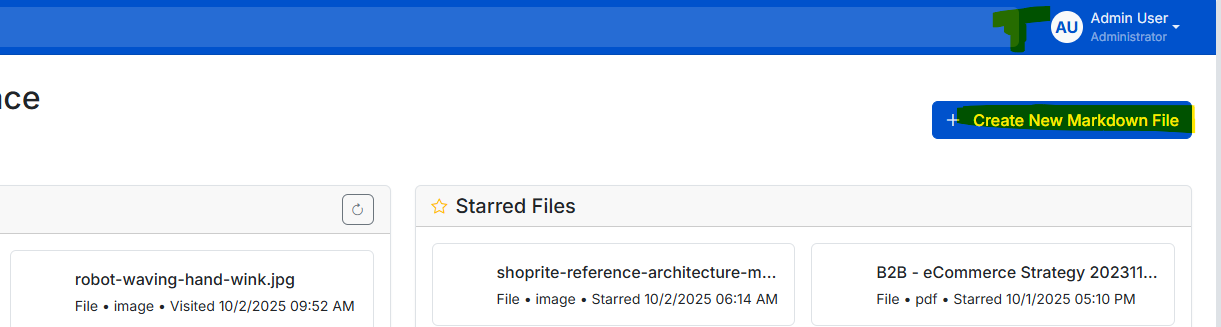 AU
Admin User
Administrator
nce
+ Create New Markdown File
Starred Files
robot-waving-hand-wink.jpg
File • image • Visited 10/2/2025 09:52 AM
shoprite-reference-architecture-m...
File • image • Starred 10/2/2025 06:14 AM
B2B - eCommerce Strategy 202311...
File • pdf • Starred 10/1/2025 05:10 PM